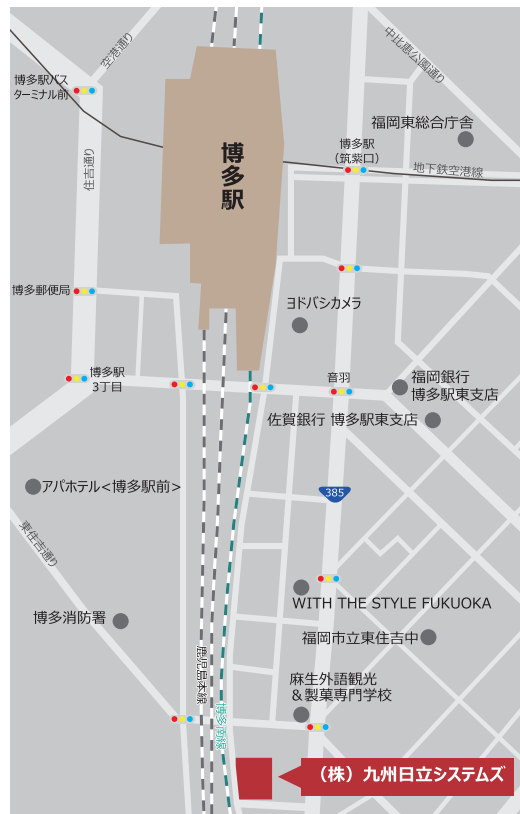 空港通り
中比恵公園通り
博多駅バス
ターミナル前
福岡東総合庁舎
博多駅
(筑紫口)
博多駅
地下鉄空港線
住吉通り
博多郵便局
ヨドバシカメラ
博多駅
3丁目
音羽
福岡銀行
博多駅東支店
佐賀銀行 博多駅東支店
アパホテル<博多駅前>
385
東住吉通り
WITH THE STYLE FUKUOKA
博多消防署
福岡市立東住吉中
鹿児島本線
麻生外語観光
&製菓専門学校
博多南線
(株)九州日立システムズ